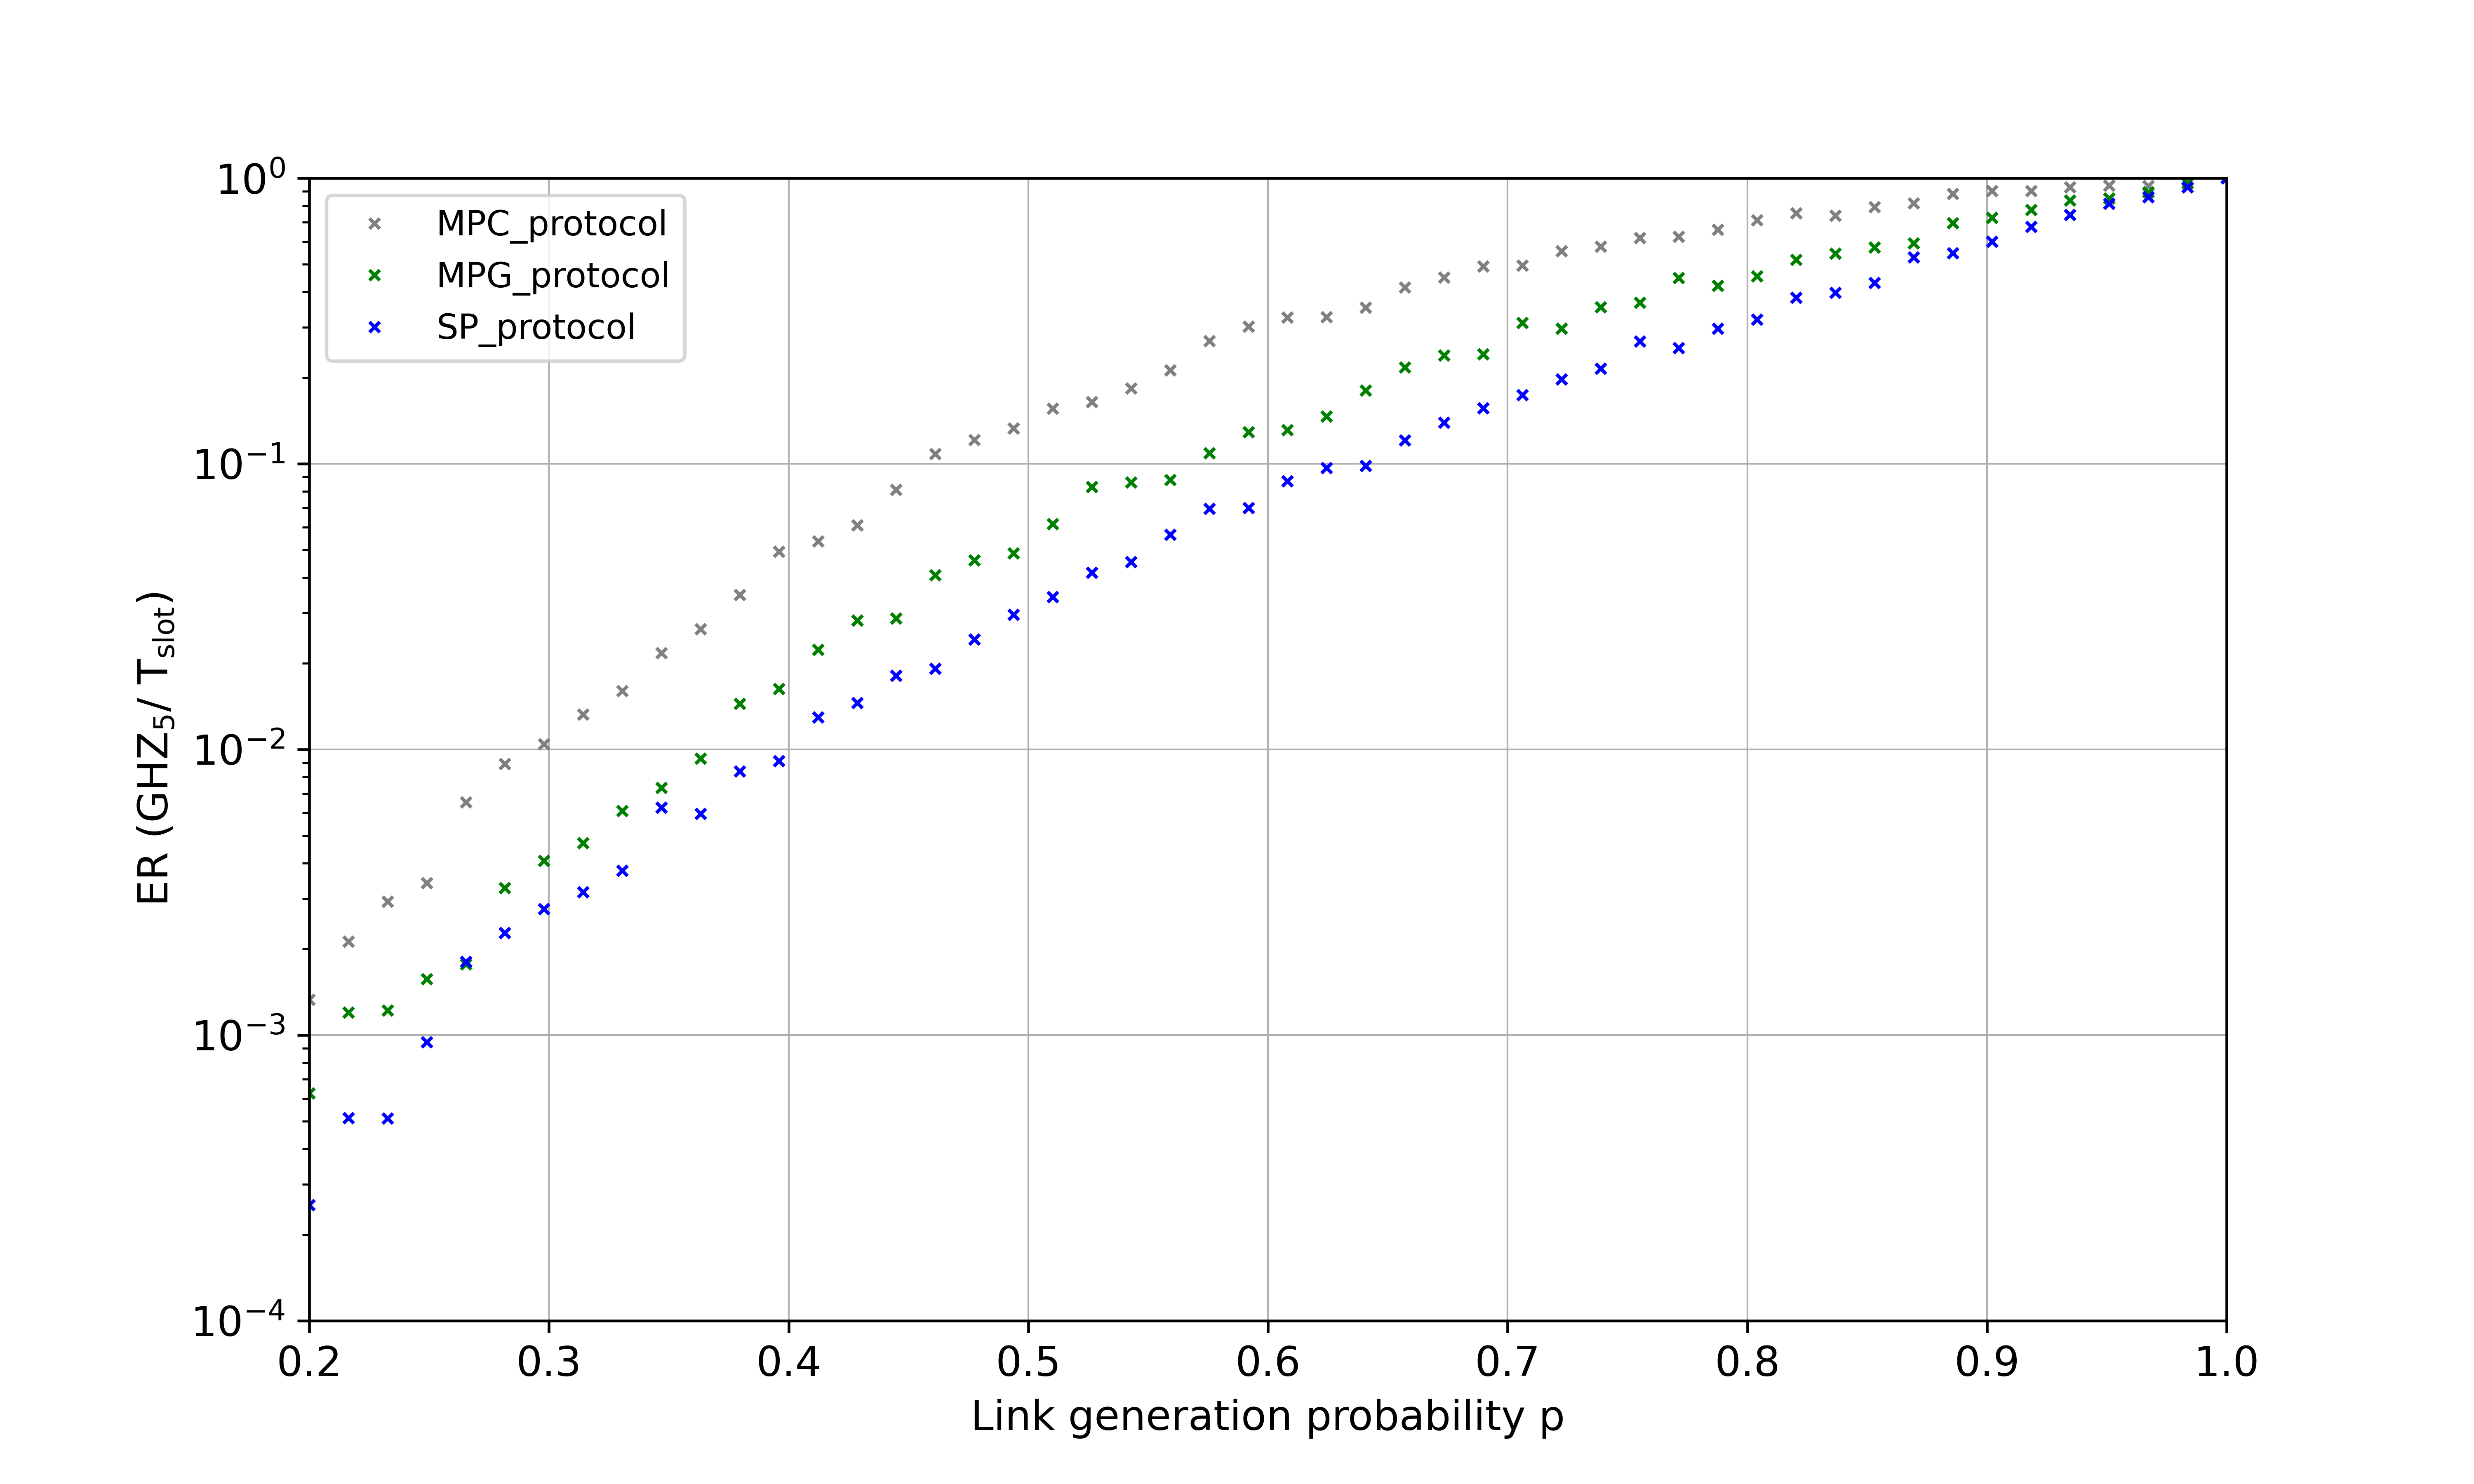 MPC_protocol
MPG_protocol
SP_protocol
10⁰
10⁻¹
10⁻²
10⁻³
10⁻⁴
ER (GHZ₅/ Tₛₗₒₜ)
0.2 0.3 0.4 0.5 0.6 0.7 0.8 0.9 1.0
Link generation probability p